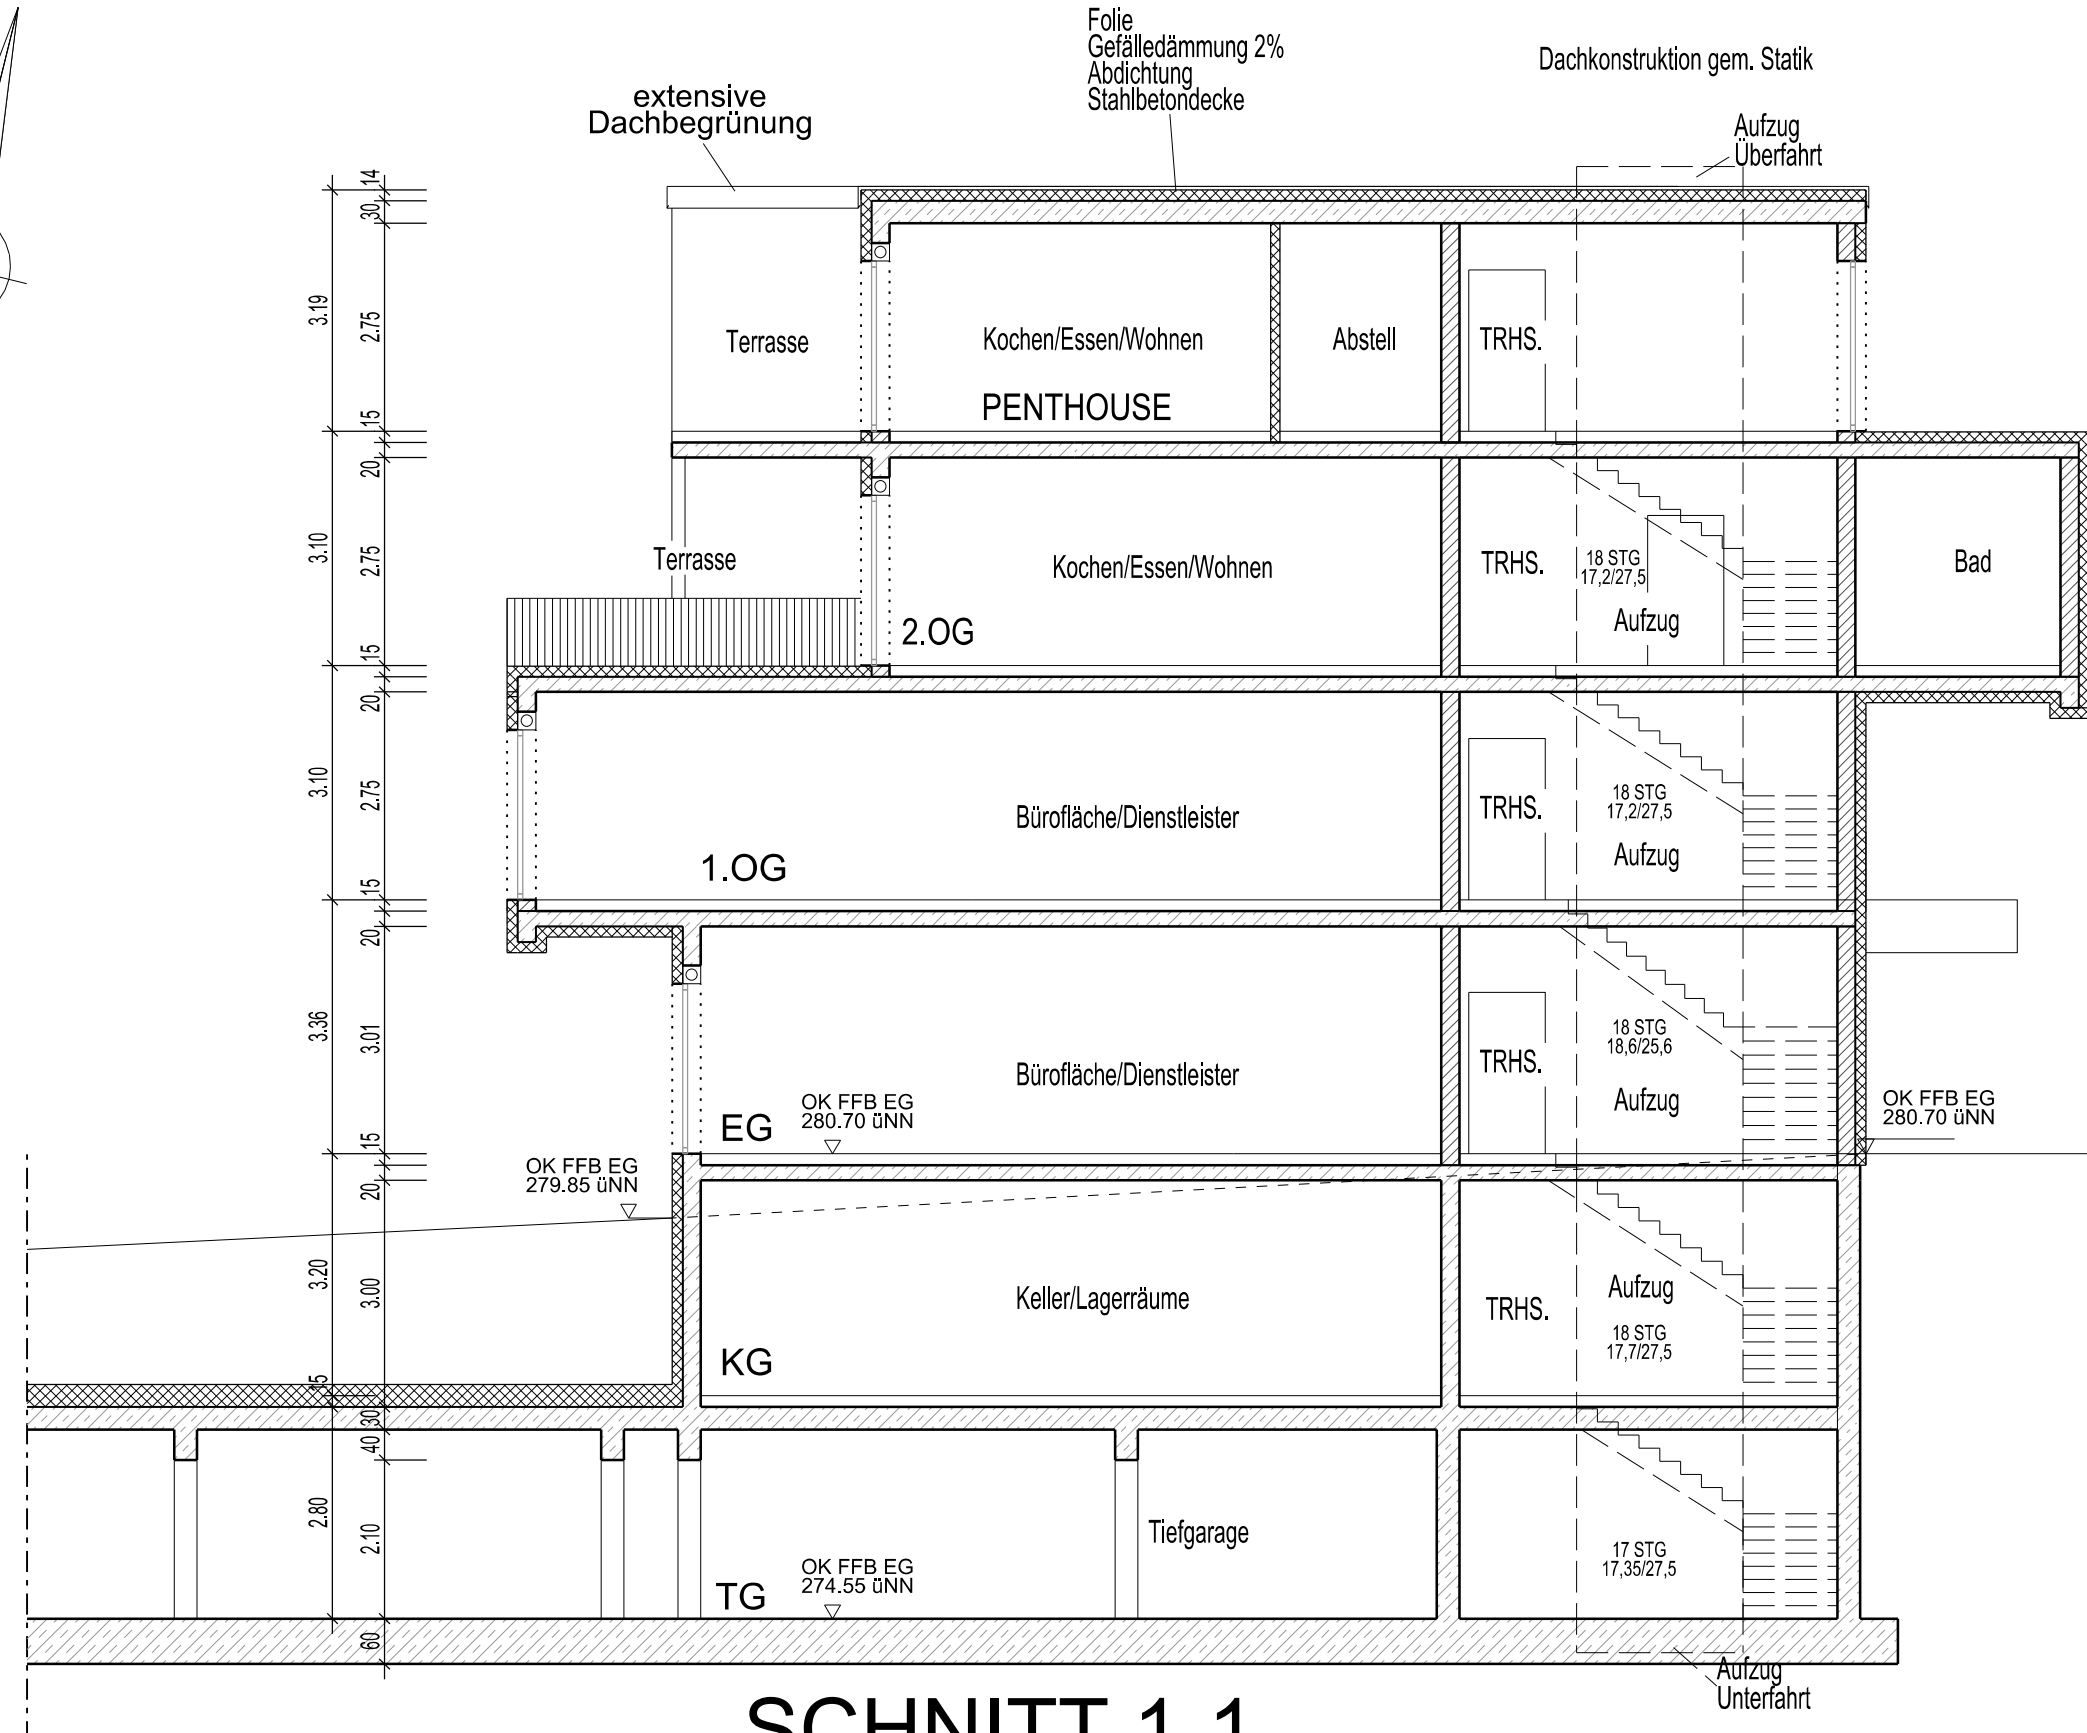 Folie
Gefälledämmung 2%
Abdichtung
Stahlbetondecke
Dachkonstruktion gem. Statik
extensive
Dachbegrünung
Aufzug
Überfahrt
14
30
3.19
2.75
15
Terrasse
Kochen/Essen/Wohnen
Abstell
TRHS.
PENTHOUSE
20
3.10
2.75
15
Terrasse
Kochen/Essen/Wohnen
TRHS.
18 STG
17,2/27,5
Aufzug
Bad
2.OG
20
3.10
2.75
15
Bürofläche/Dienstleister
TRHS.
18 STG
17,2/27,5
Aufzug
1.OG
20
3.36
3.01
15
Bürofläche/Dienstleister
TRHS.
18 STG
18,6/25,6
Aufzug
EG
OK FFB EG
280.70 üNN
OK FFB EG
280.70 üNN
OK FFB EG
279.85 üNN
20
3.20
3.00
15
Keller/Lagerräume
TRHS.
Aufzug
18 STG
17,7/27,5
KG
30
40
2.80
2.10
Tiefgarage
17 STG
17,35/27,5
TG
OK FFB EG
274.55 üNN
60
Aufzug
Unterfahrt
SCHNITT 1-1